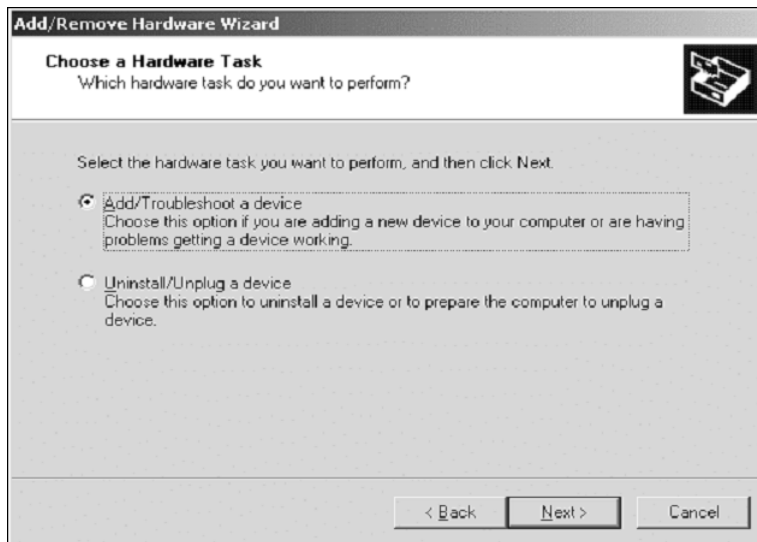 Add/Remove Hardware Wizard
Choose a Hardware Task
Which hardware task do you want to perform?
Select the hardware task you want to perform, and then click Next.
Add/Troubleshoot a device
Choose this option if you are adding a new device to your computer or are having
problems getting a device working.
Uninstall/Unplug a device
Choose this option to uninstall a device or to prepare the computer to unplug a
device.
< Back
Next >
Cancel